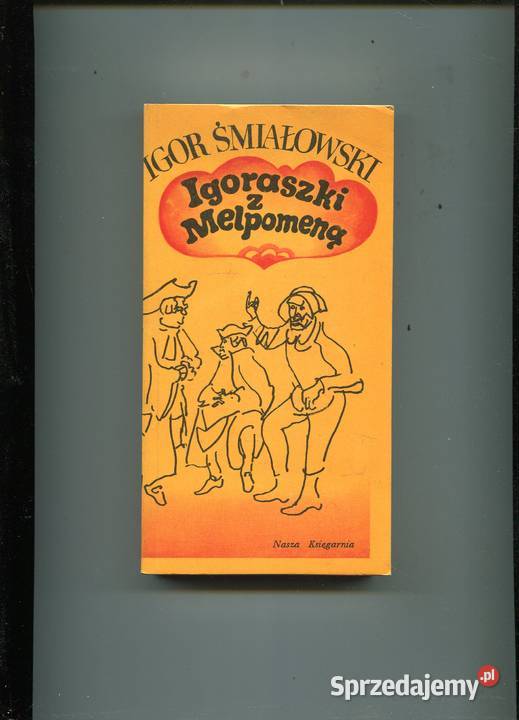 IGOR ŚMIAŁOWSKI
Igoraszki
z
Melpomeną
Nasza Księgarnia
Sprzedajemy.pl